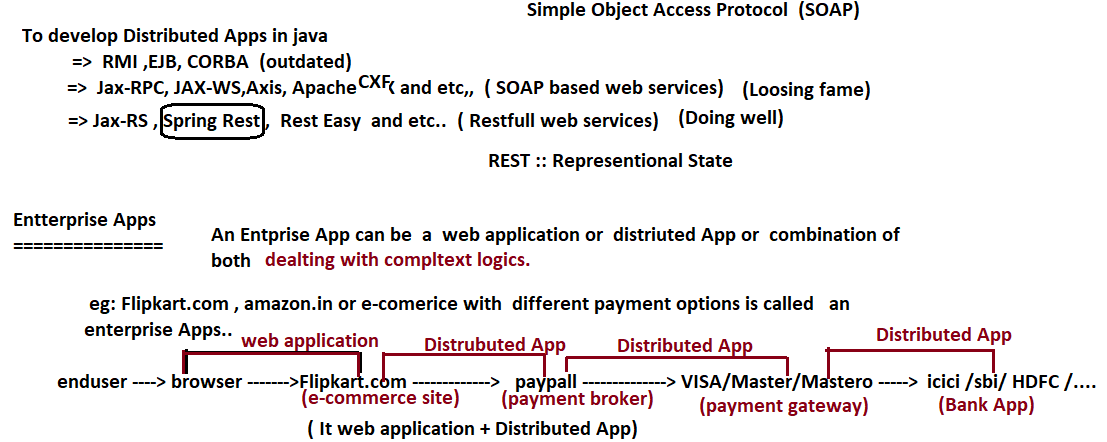 Simple Object Access Protocol (SOAP)
To develop Distributed Apps in java
=> RMI ,EJB, CORBA (outdated)
=> Jax-RPC, JAX-WS,Axis, Apache CXF and etc,, ( SOAP based web services) (Loosing fame)
=> Jax-RS , Spring Rest , Rest Easy and etc.. ( Restfull web services) (Doing well)
REST :: Representional State
Entterprise Apps
===============
An Entprise App can be a web application or distriuted App or combination of
both dealting with compltext logics.
eg: Flipkart.com , amazon.in or e-comerice with different payment options is called an
enterprise Apps..
web application Distrubuted App Distributed App Distributed App
enduser ----> browser ------->Flipkart.com -------------> paypall --------------> VISA/Master/Mastero -----> icici /sbi/ HDFC /....
(e-commerce site) (payment broker) (payment gateway) (Bank App)
( It web application + Distributed App)